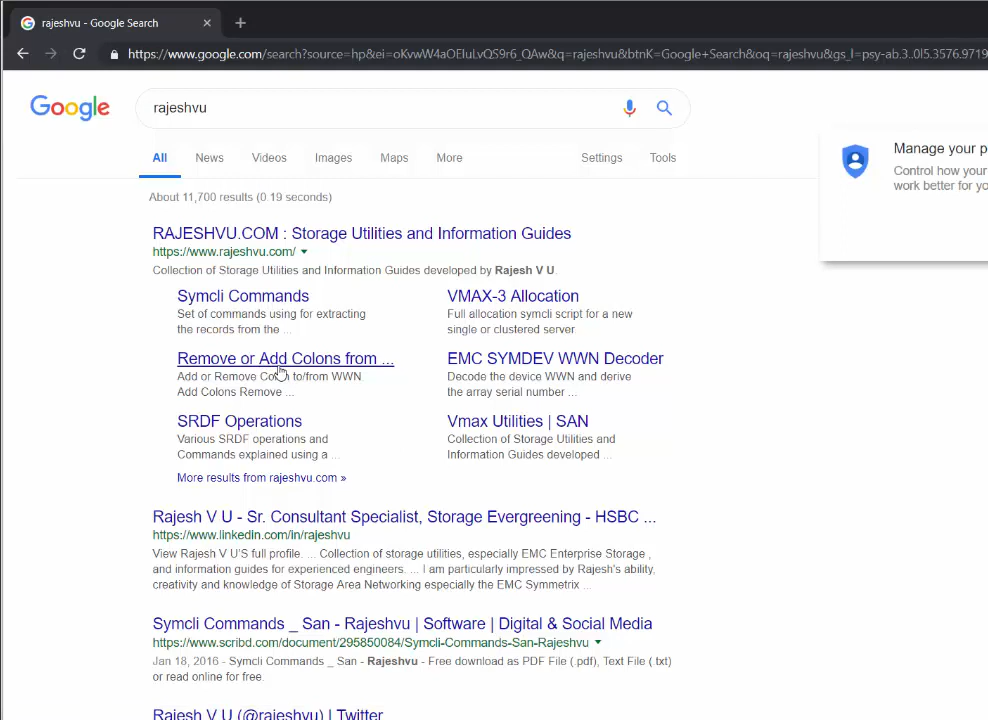 rajeshvu - Google Search
https://www.google.com/search?source=hp&ei=oKvwW4aOEIuLvQS9r6_QAw&q=rajeshvu&btnK=Google+Search&oq=rajeshvu&gs_l=psy-ab.3..0l5.3576.9719
Google
rajeshvu
All News Videos Images Maps More Settings Tools
Manage your p
Control how your
work better for yo
About 11,700 results (0.19 seconds)
RAJESHVU.COM : Storage Utilities and Information Guides
https://www.rajeshvu.com/
Collection of Storage Utilities and Information Guides developed by Rajesh V U.
Symcli Commands
Set of commands using for extracting
the records from the ...
VMAX-3 Allocation
Full allocation symcli script for a new
single or clustered server.
Remove or Add Colons from ...
Add or Remove Colon to/from WWN
Add Colons Remove ...
EMC SYMDEV WWN Decoder
Decode the device WWN and derive
the array serial number ...
SRDF Operations
Various SRDF operations and
Commands explained using a ...
Vmax Utilities | SAN
Collection of Storage Utilities and
Information Guides developed ...
More results from rajeshvu.com »
Rajesh V U - Sr. Consultant Specialist, Storage Evergreening - HSBC ...
https://www.linkedin.com/in/rajeshvu
View Rajesh V U'S full profile. ... Collection of storage utilities, especially EMC Enterprise Storage ,
and information guides for experienced engineers. ... I am particularly impressed by Rajesh's ability,
creativity and knowledge of Storage Area Networking especially the EMC Symmetrix ...
Symcli Commands _ San - Rajeshvu | Software | Digital & Social Media
https://www.scribd.com/document/295850084/Symcli-Commands-San-Rajeshvu
Jan 18, 2016 - Symcli Commands _ San - Rajeshvu - Free download as PDF File (.pdf), Text File (.txt)
or read online for free.
Rajesh V U (@rajeshvu) | Twitter